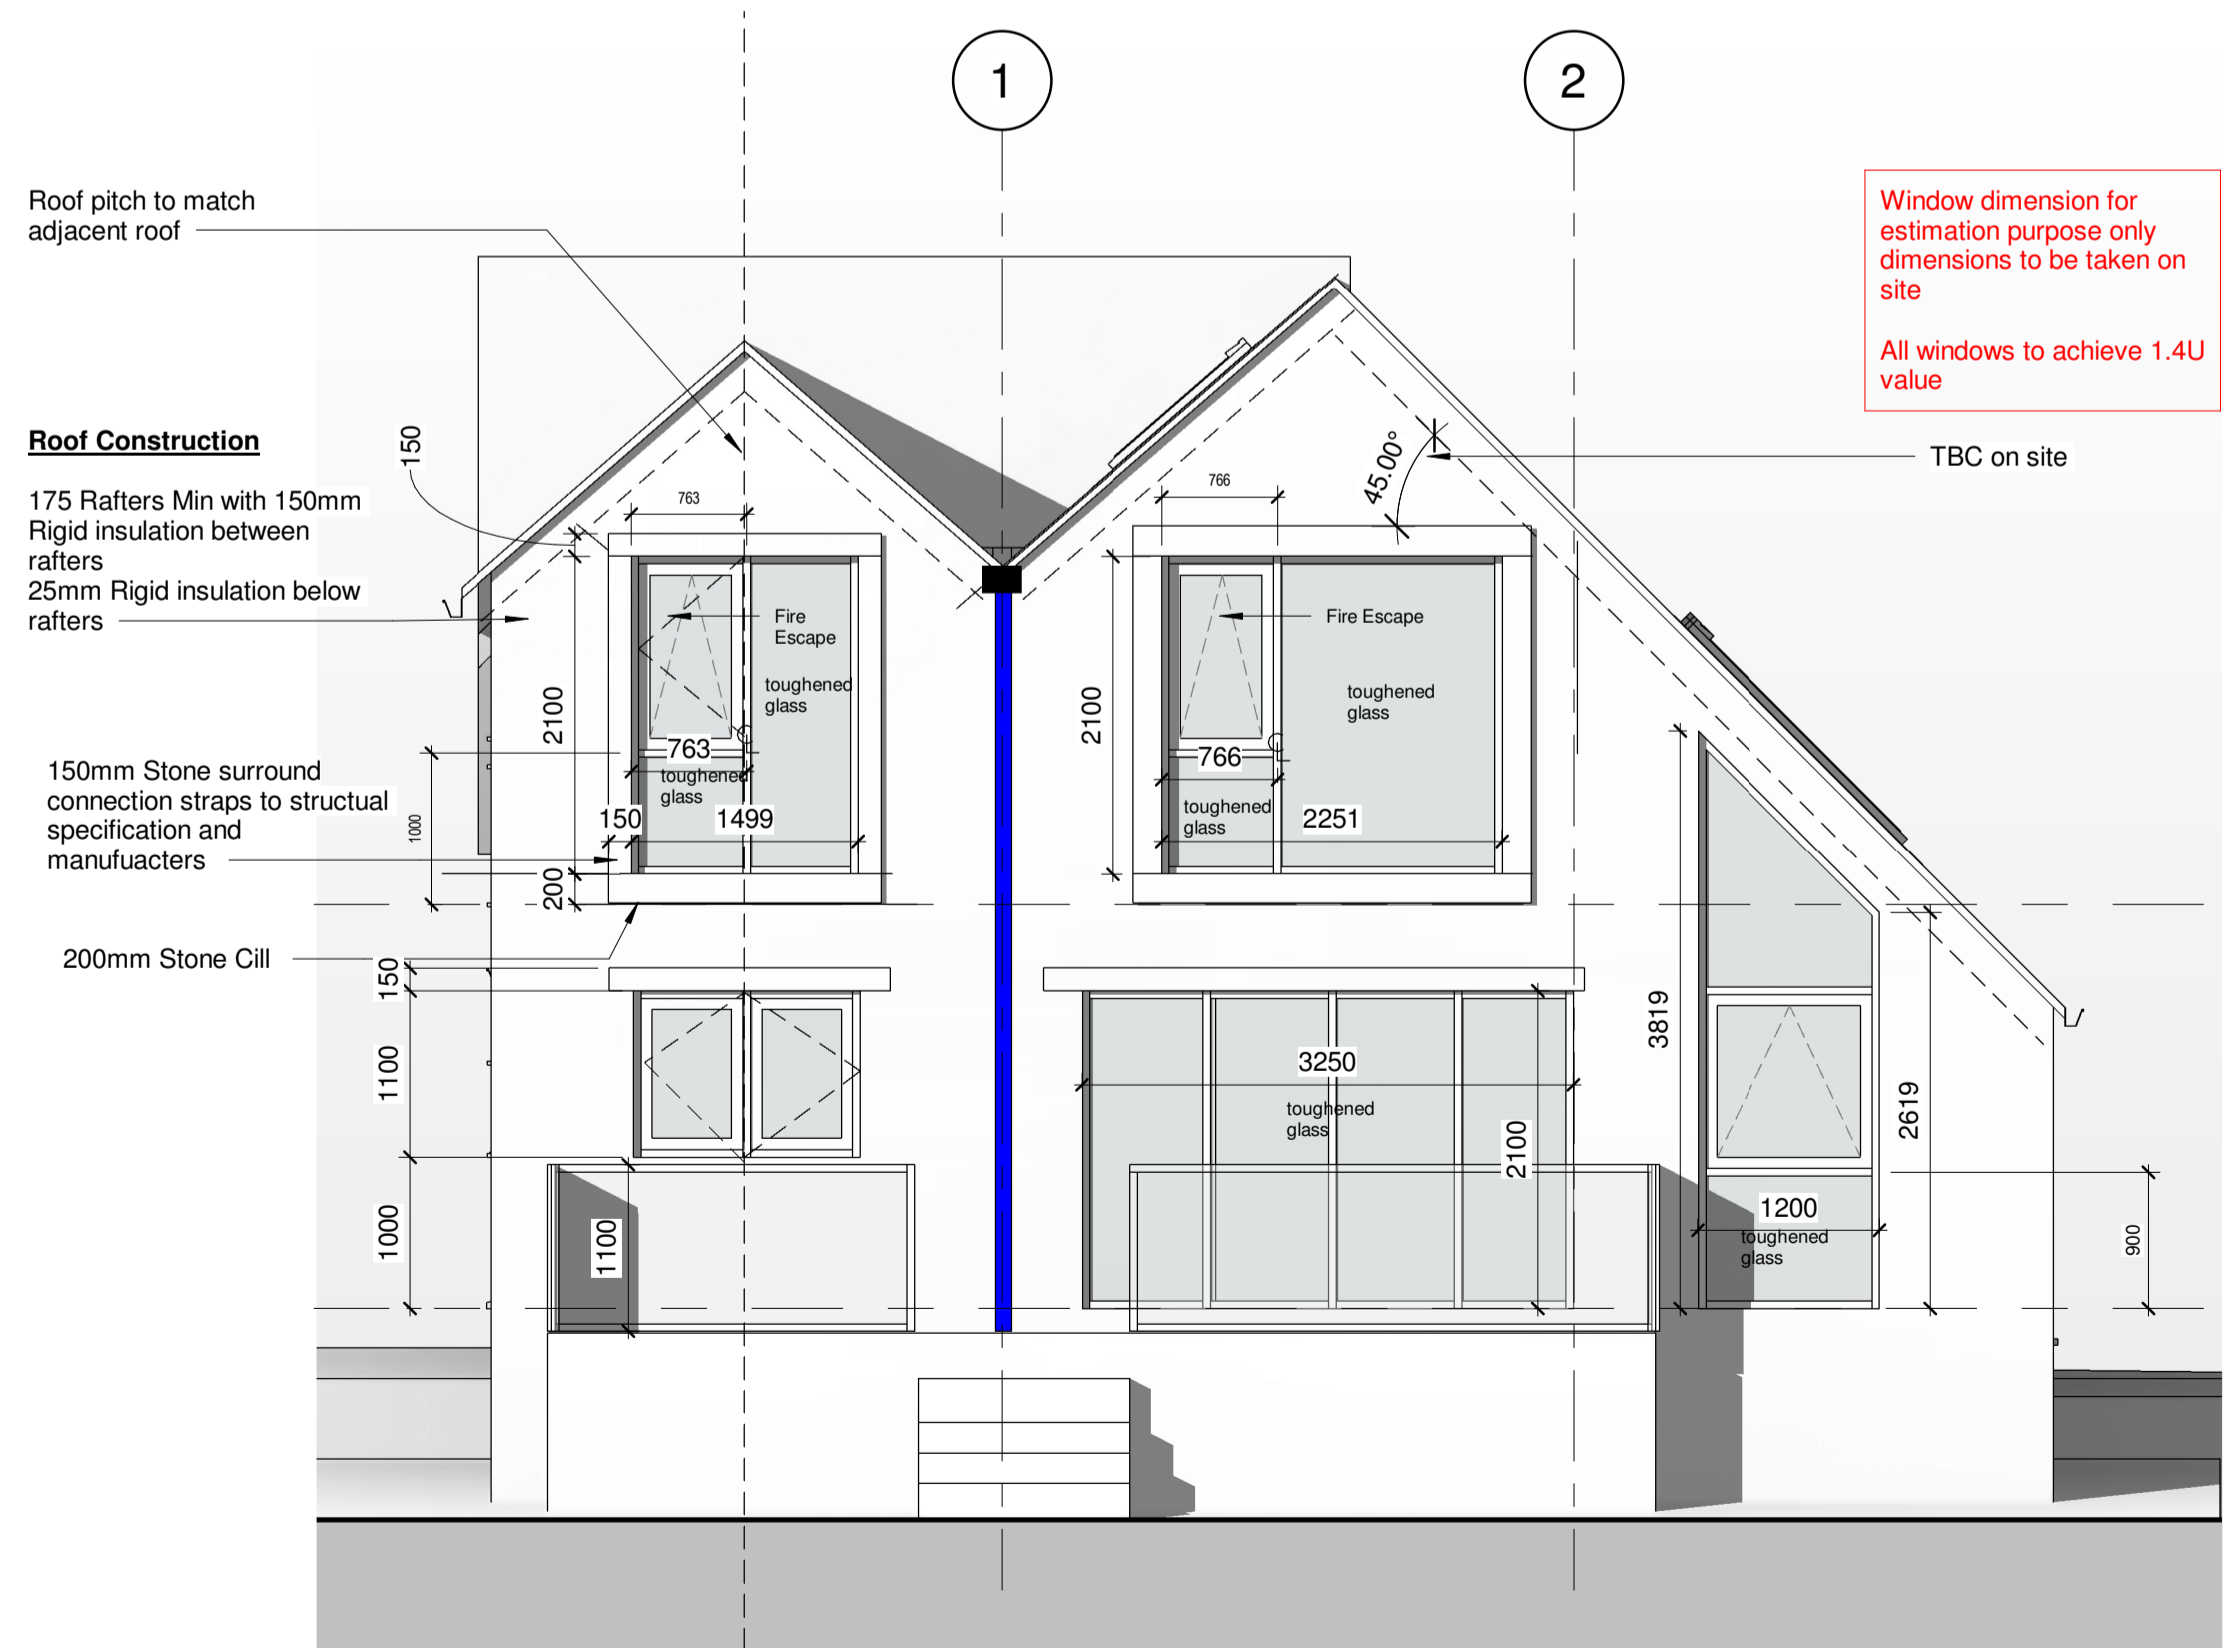 1
2
Roof pitch to match
adjacent roof
Window dimension for
estimation purpose only
dimensions to be taken on
site
All windows to achieve 1.4U
value
Roof Construction
175 Rafters Min with 150mm
Rigid insulation between
rafters
25mm Rigid insulation below
rafters
150
763
766
45.00°
TBC on site
Fire
Escape
toughened
glass
Fire Escape
toughened
glass
2100
2100
763
toughened
glass
766
toughened
glass
150
1499
2251
150mm Stone surround
connection straps to structual
specification and
manufuacters
1000
200
200mm Stone Cill
150
1100
1000
1100
3250
toughened
glass
2100
3819
2619
1200
toughened
glass
900